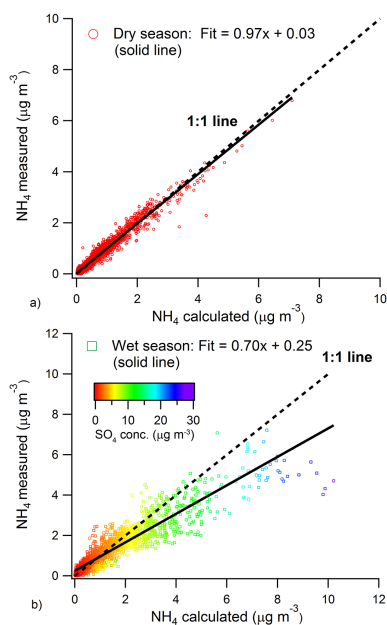 10
8
6
4
2
0
NH4 measured (μg m-3)
Dry season: Fit = 0.97x + 0.03
(solid line)
1:1 line
0 2 4 6 8 10
a)
NH4 calculated (μg m-3)
12
10
8
6
4
2
0
NH4 measured (μg m-3)
Wet season: Fit = 0.70x + 0.25
(solid line)
1:1 line
0 10 20 30
SO4 conc. (μg m-3)
0 2 4 6 8 10 12
b)
NH4 calculated (μg m-3)